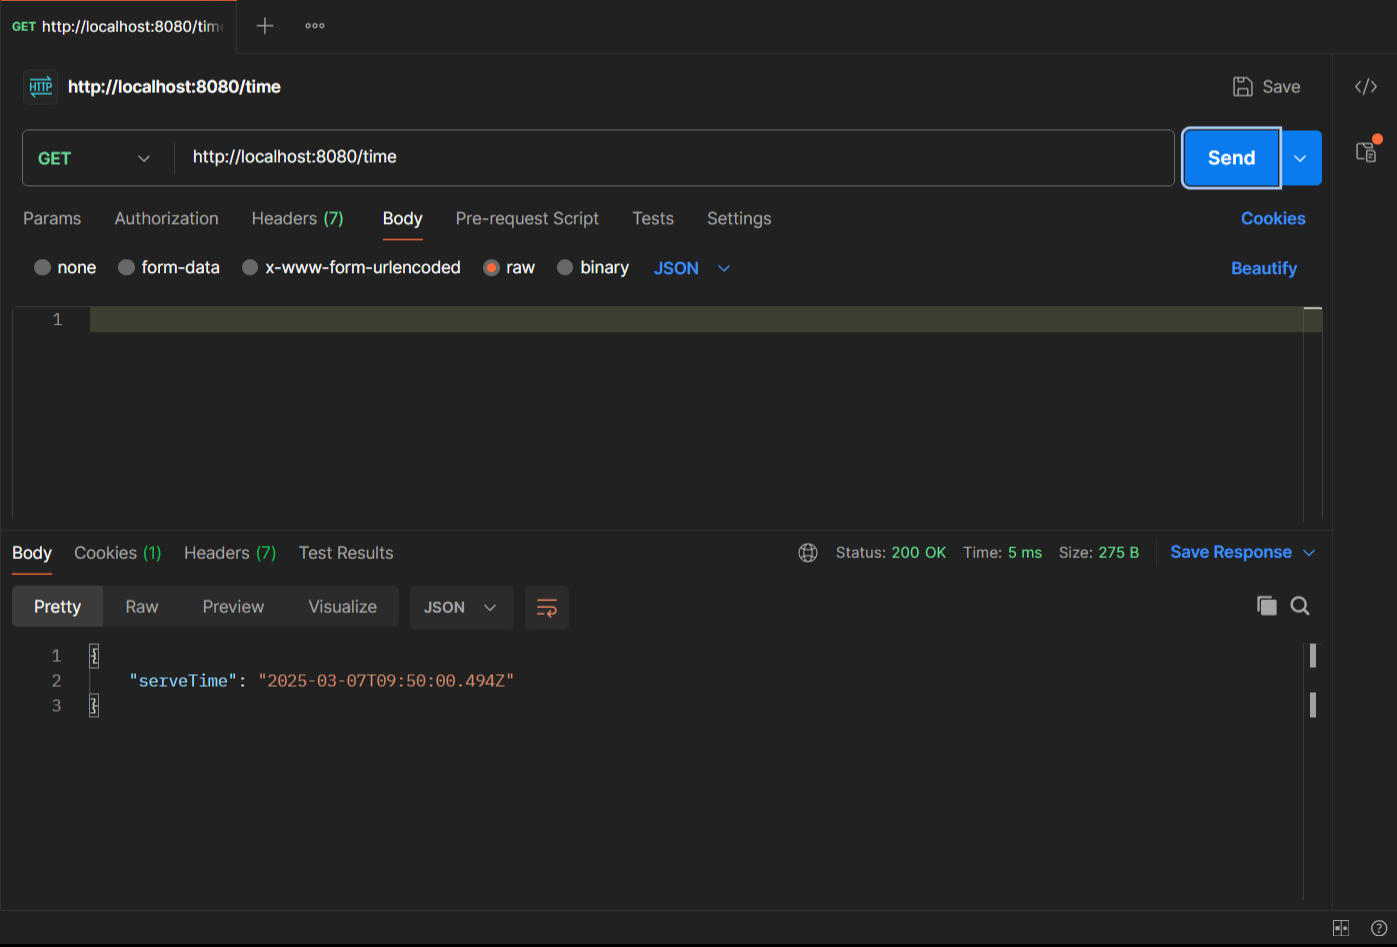 GET http://localhost:8080/tim
HTTP http://localhost:8080/time Save </>
GET http://localhost:8080/time Send
Params Authorization Headers (7) Body Pre-request Script Tests Settings Cookies
none form-data x-www-form-urlencoded raw binary JSON Beautify
1
Body Cookies (1) Headers (7) Test Results Status: 200 OK Time: 5 ms Size: 275 B Save Response
Pretty Raw Preview Visualize JSON
1 {
2 "serveTime": "2025-03-07T09:50:00.494Z"
3 }